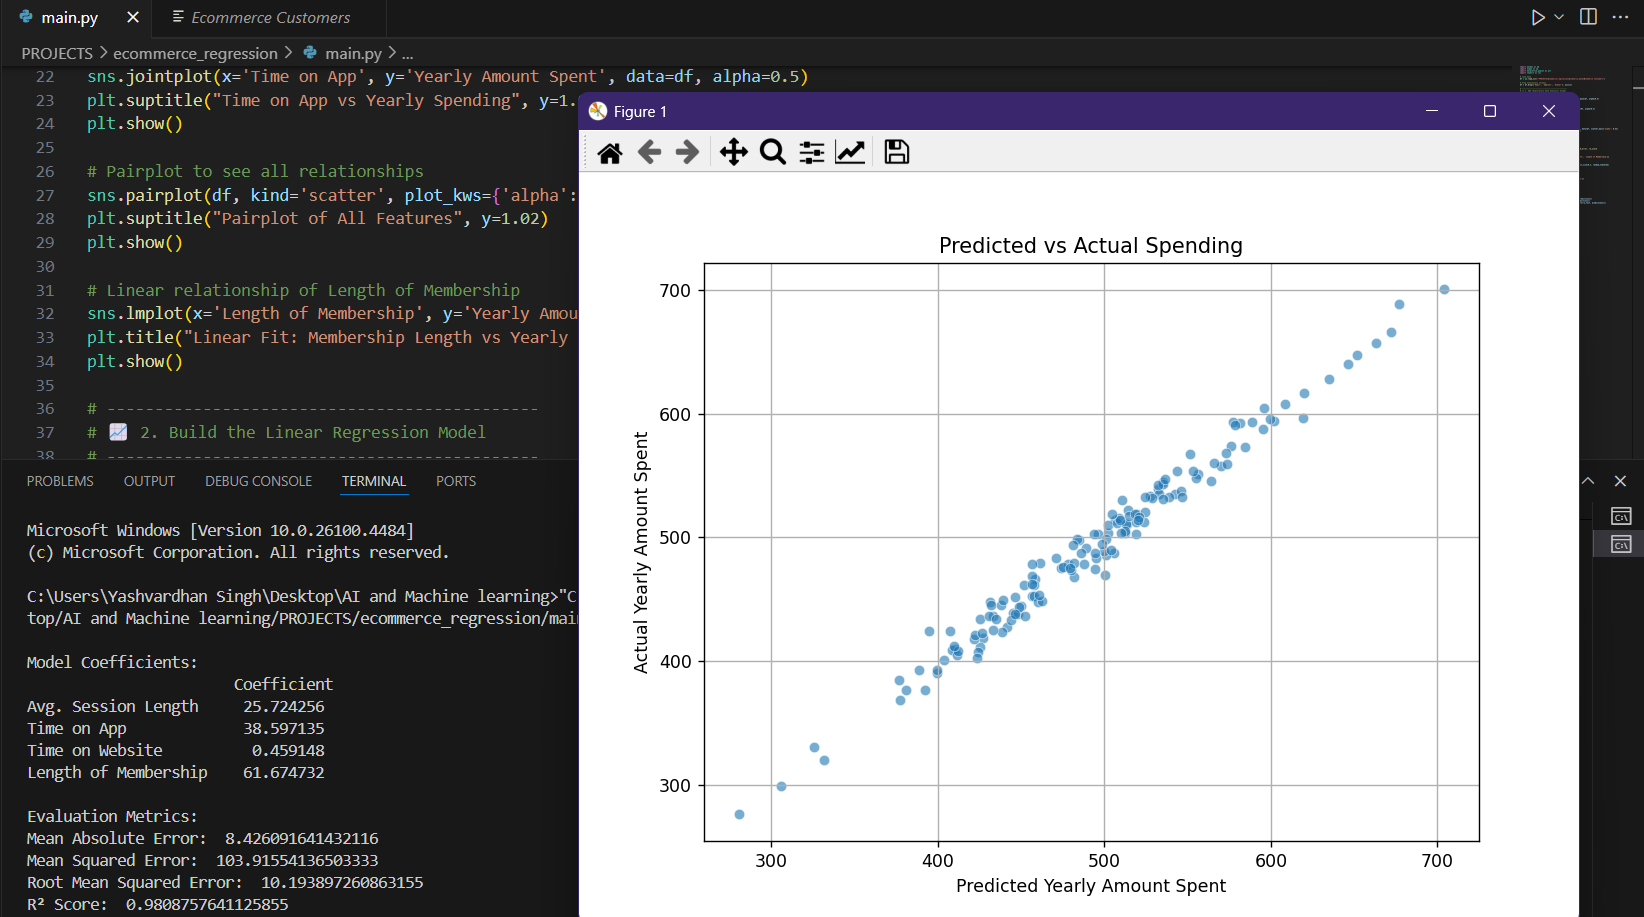 main.py
Ecommerce Customers
PROJECTS > ecommerce_regression > main.py > ...
22 sns.jointplot(x='Time on App', y='Yearly Amount Spent', data=df, alpha=0.5)
23 plt.suptitle("Time on App vs Yearly Spending", y=1.
24 plt.show()
25
26 # Pairplot to see all relationships
27 sns.pairplot(df, kind='scatter', plot_kws={'alpha':
28 plt.suptitle("Pairplot of All Features", y=1.02)
29 plt.show()
30
31 # Linear relationship of Length of Membership
32 sns.lmplot(x='Length of Membership', y='Yearly Amou
33 plt.title("Linear Fit: Membership Length vs Yearly
34 plt.show()
35
36 # ---------------------------------------------
37 # 📈 2. Build the Linear Regression Model
38 # ---------------------------------------------
PROBLEMS OUTPUT DEBUG CONSOLE TERMINAL PORTS
Microsoft Windows [Version 10.0.26100.4484]
(c) Microsoft Corporation. All rights reserved.
C:\Users\Yashvardhan Singh\Desktop\AI and Machine learning>"C
top/AI and Machine learning/PROJECTS/ecommerce_regression/mai
Model Coefficients:
Coefficient
Avg. Session Length 25.724256
Time on App 38.597135
Time on Website 0.459148
Length of Membership 61.674732
Evaluation Metrics:
Mean Absolute Error: 8.426091641432116
Mean Squared Error: 103.91554136503333
Root Mean Squared Error: 10.193897260863155
R² Score: 0.9808757641125855
Figure 1
Predicted vs Actual Spending
Actual Yearly Amount Spent
700
600
500
400
300
300 400 500 600 700
Predicted Yearly Amount Spent